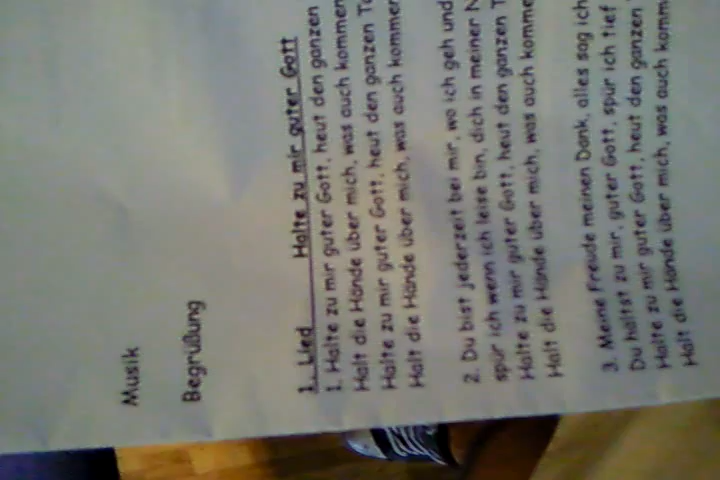 Musik
Begrüßung
1. Lied Halte zu mir guter Gott
1. Halte zu mir guter Gott, heut den ganzen
Halt die Hände über mich, was auch kommen
Halte zu mir guter Gott, heut den ganzen
Halt die Hände über mich, was auch kommen
2. Du bist jederzeit bei mir, wo ich geh und
spür ich wenn ich leise bin, dich in meiner
Halte zu mir guter Gott, heut den ganzen
Halt die Hände über mich, was auch komme
3. Meine Freude meinen Dank, alles sag ich
Du hältst zu mir, guter Gott, spür ich tief
Halte zu mir guter Gott, heut den ganzen
Halt die Hände über mich, was auch komm